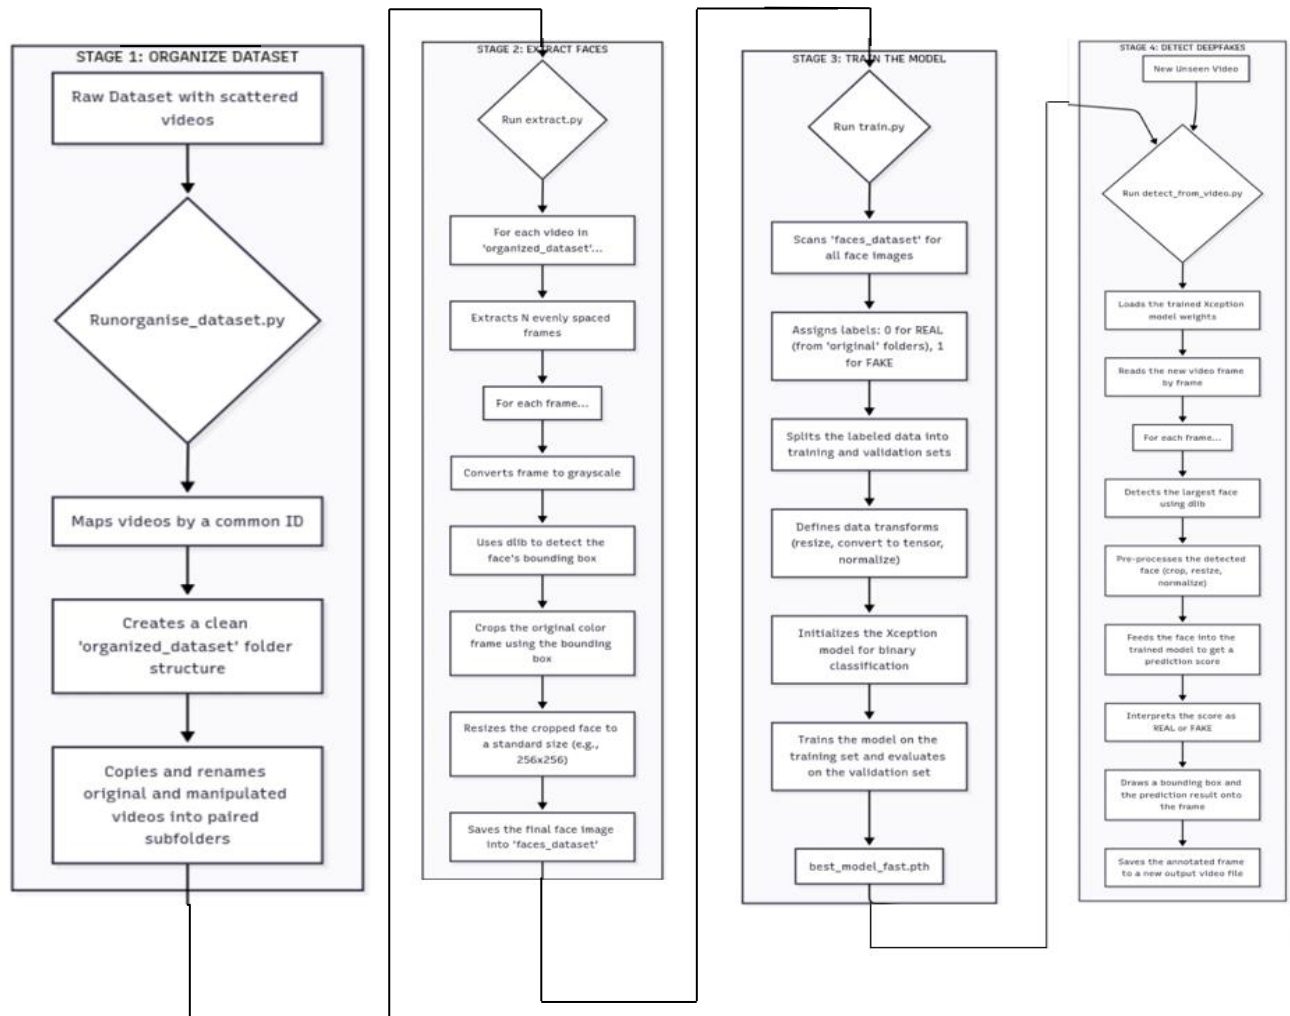 STAGE 1: ORGANIZE DATASET
Raw Dataset with scattered
videos
Runorganise_dataset.py
Maps videos by a common ID
Creates a clean
'organized_dataset' folder
structure
Copies and renames
original and manipulated
videos into paired
subfolders
STAGE 2: EXTRACT FACES
Run extract.py
For each video in
'organized_dataset'...
Extracts N evenly spaced
frames
For each frame...
Converts frame to grayscale
Uses dlib to detect the
face's bounding box
Crops the original color
frame using the bounding
box
Resizes the cropped face to
a standard size (e.g.,
256x256)
Saves the final face image
into 'faces_dataset'
STAGE 3: TRAIN THE MODEL
Run train.py
Scans 'faces_dataset' for
all face images
Assigns labels: 0 for REAL
(from 'original' folders), 1
for FAKE
Splits the labeled data into
training and validation sets
Defines data transforms
(resize, convert to tensor,
normalize)
Initializes the Xception
model for binary
classification
Trains the model on the
training set and evaluates
on the validation set
best_model_fast.pth
STAGE 4: DETECT DEEPFAKES
New Unseen Video
Run detect_from_video.py
Loads the trained Xception
model weights
Reads the new video frame
by frame
For each frame...
Detects the largest face
using dlib
Pre-processes the detected
face (crop, resize,
normalize)
Feeds the face into the
trained model to get a
prediction score
Interprets the score as
REAL or FAKE
Draws a bounding box and
the prediction result onto
the frame
Saves the annotated frame
to a new output video file